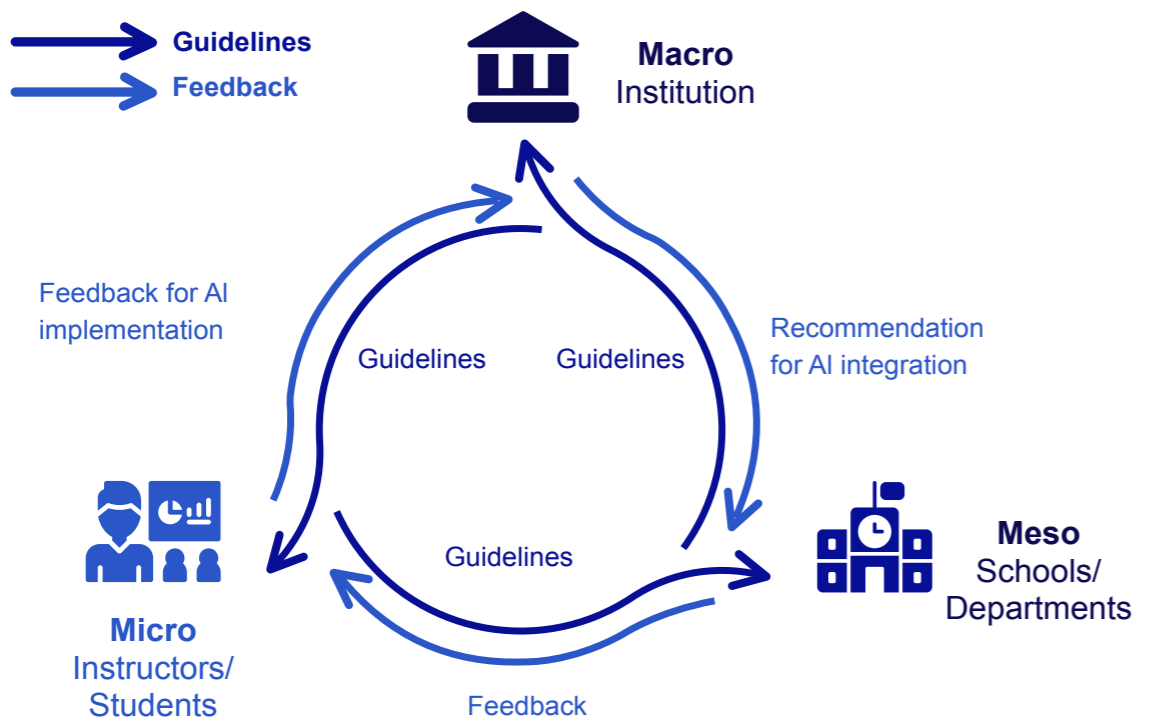 Guidelines
Feedback
Macro
Institution
Feedback for AI
implementation
Guidelines
Guidelines
Recommendation
for AI integration
Guidelines
Meso
Schools/
Departments
Micro
Instructors/
Students
Feedback